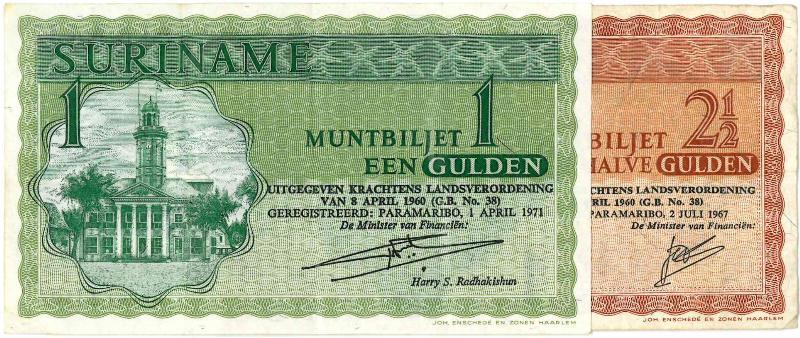 SURINAME
1
MUNTBILJET 1
EEN GULDEN
UITGEGEVEN KRACHTENS LANDSVERORDENING
VAN 8 APRIL 1960 (G.B. No. 38)
GEREGISTREERD: PARAMARIBO, 1 APRIL 1971
De Minister van Financiën:
Harry S. Radhakishun
JOH. ENSCHEDÉ EN ZONEN HAARLEM
BILJET 2½
HALVE GULDEN
CHTENS LANDSVERORDENING
RIL 1960 (G.B. No. 38)
PARAMARIBO, 2 JULI 1967
De Minister van Financiën:
JOH. ENSCHEDÉ EN ZONEN HAARLEM